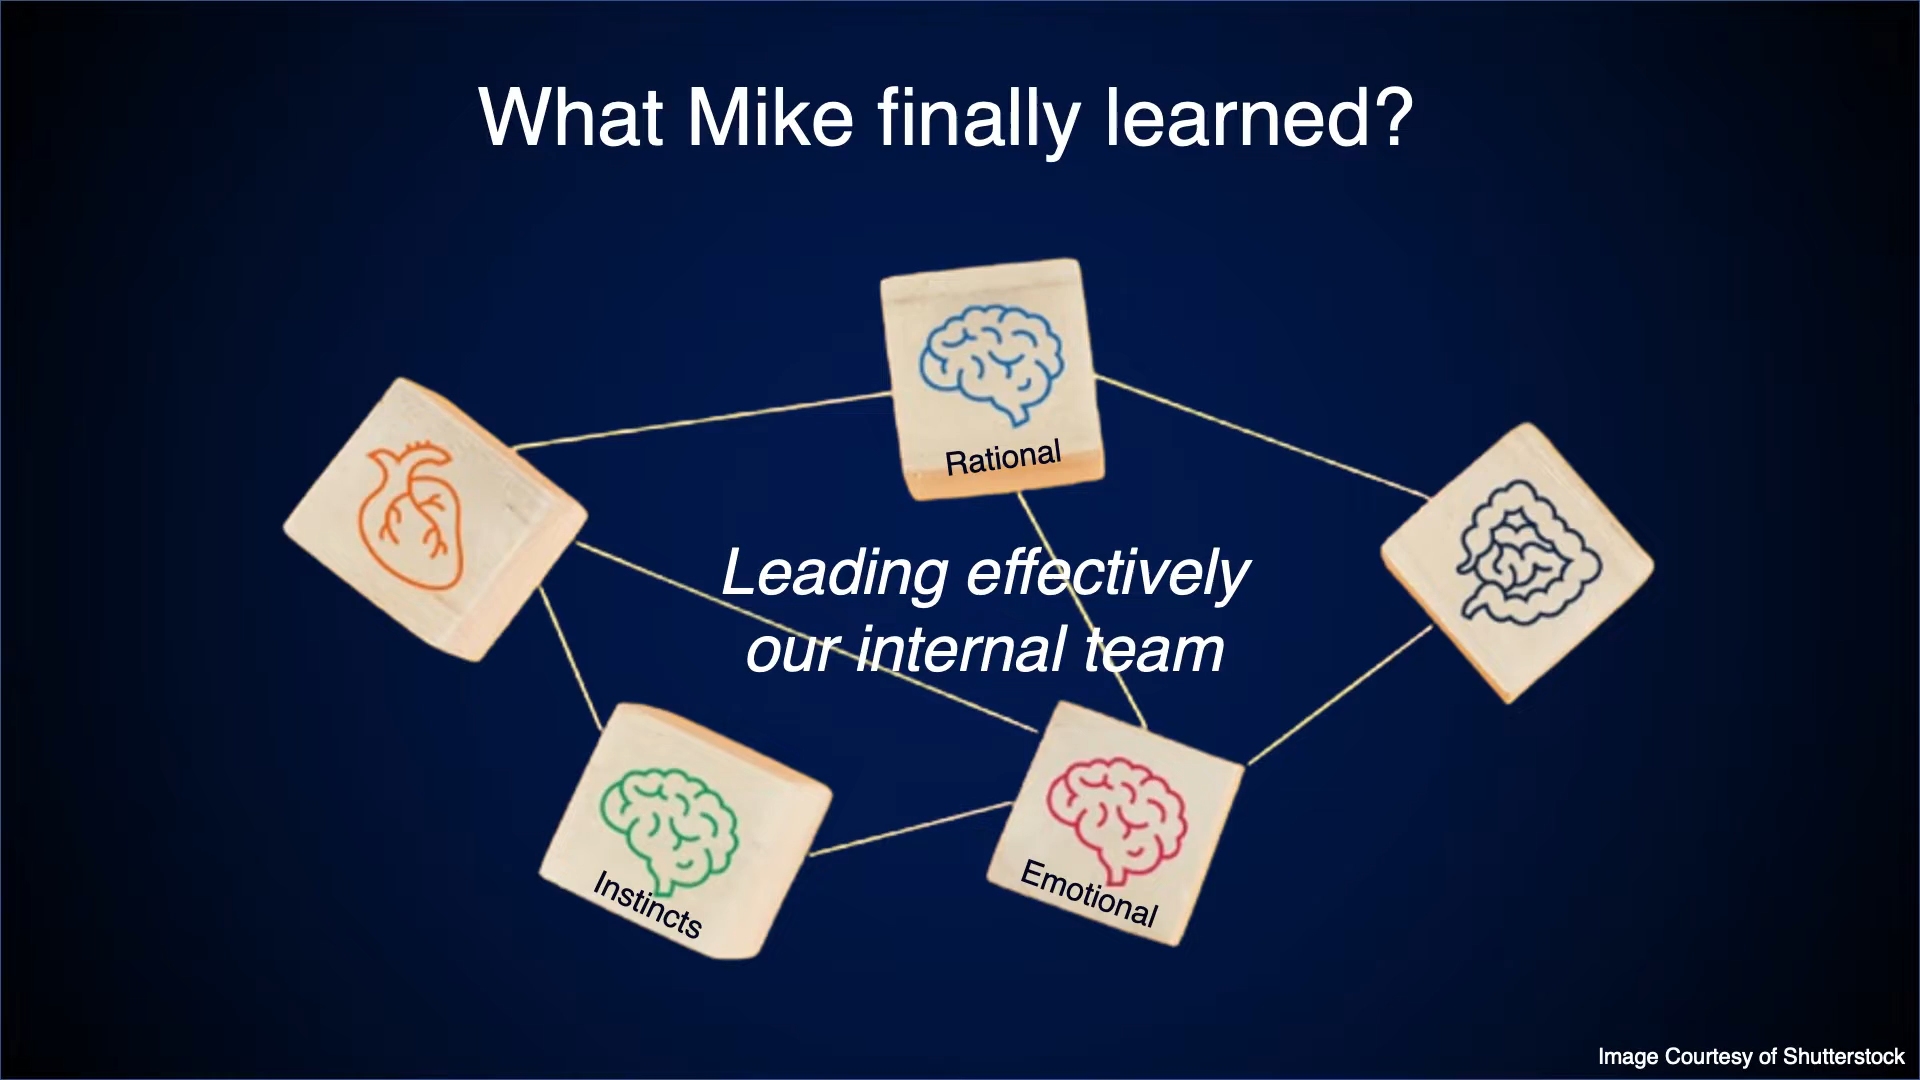 What Mike finally learned?
Rational
Leading effectively
our internal team
Instincts
Emotional
Image Courtesy of Shutterstock